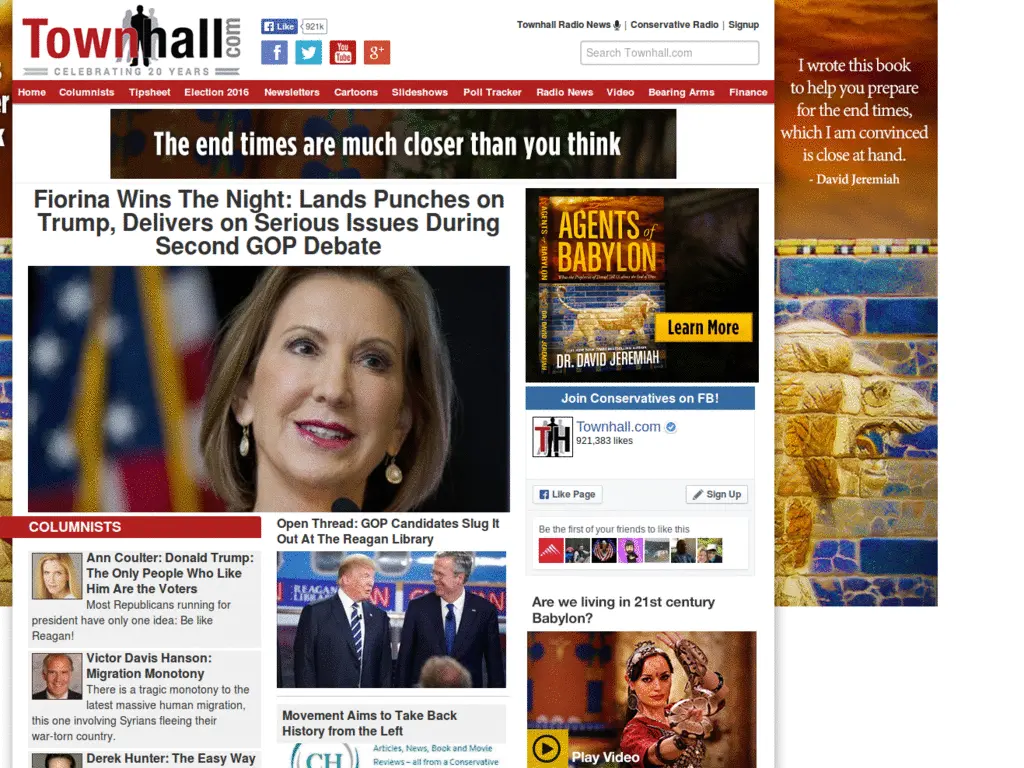 Townhall.com
CELEBRATING 20 YEARS
Like 921k
You
Tube
g+
Townhall Radio News | Conservative Radio | Signup
Search Townhall.com
Home Columnists Tipsheet Election 2016 Newsletters Cartoons Slideshows Poll Tracker Radio News Video Bearing Arms Finance
The end times are much closer than you think
I wrote this book
to help you prepare
for the end times,
which I am convinced
is close at hand.
- David Jeremiah
Fiorina Wins The Night: Lands Punches on
Trump, Delivers on Serious Issues During
Second GOP Debate
AGENTS of
BABYLON
AGENTS of BABYLON
DR. DAVID JEREMIAH
Learn More
Join Conservatives on FB!
TH
Townhall.com
921,383 likes
Like Page
Sign Up
Be the first of your friends to like this
COLUMNISTS
Ann Coulter: Donald Trump:
The Only People Who Like
Him Are the Voters
Most Republicans running for
president have only one idea: Be like
Reagan!
Victor Davis Hanson:
Migration Monotony
There is a tragic monotony to the
latest massive human migration,
this one involving Syrians fleeing their
war-torn country.
Derek Hunter: The Easy Way
Open Thread: GOP Candidates Slug It
Out At The Reagan Library
REAGAN
Movement Aims to Take Back
History from the Left
CH
Articles, News, Book and Movie
Reviews – all from a Conservative
Are we living in 21st century
Babylon?
Play Video